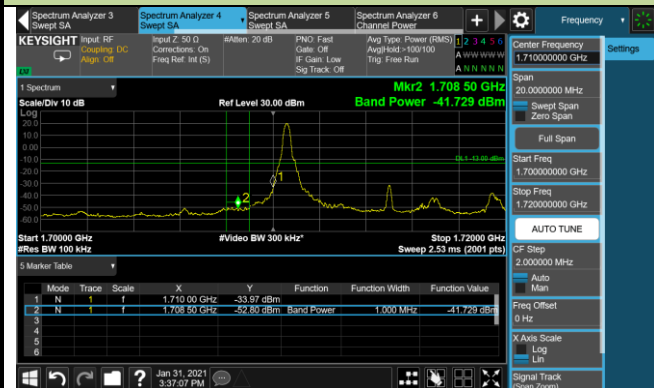 Spectrum Analyzer 3
Swept SA
Spectrum Analyzer 4
Swept SA
Spectrum Analyzer 5
Swept SA
Spectrum Analyzer 6
Channel Power
+
Frequency
KEYSIGHT
Input: RF
Coupling: DC
Align: Off
Input Z: 50 Ω
Corrections: On
Freq Ref: Int (S)
#Atten: 20 dB
PNO: Fast
Gate: Off
IF Gain: Low
Sig Track: Off
Avg Type: Power (RMS)
Avg|Hold:>100/100
Trig: Free Run
1 2 3 4 5 6
A W W W W W
A N N N N N
1 Spectrum
Scale/Div 10 dB
Ref Level 30.00 dBm
Mkr2 1.708 50 GHz
Band Power -41.729 dBm
Log
20.0
10.0
0.00
-10.0
-20.0
-30.0
-40.0
-50.0
-60.0
DL1 -13.00 dBm
1
2
Start 1.70000 GHz
#Res BW 100 kHz
#Video BW 300 kHz*
Stop 1.72000 GHz
Sweep 2.53 ms (2001 pts)
5 Marker Table
Mode Trace Scale X Y Function Function Width Function Value
1 N 1 f 1.710 00 GHz -33.97 dBm
2 N 1 f 1.708 50 GHz -52.80 dBm Band Power 1.000 MHz -41.729 dBm
3
4
5
6
Jan 31, 2021
3:37:07 PM
?
Center Frequency
1.710000000 GHz
Settings
Span
20.0000000 MHz
Swept Span
Zero Span
Full Span
Start Freq
1.700000000 GHz
Stop Freq
1.720000000 GHz
AUTO TUNE
CF Step
2.000000 MHz
Auto
Man
Freq Offset
0 Hz
X Axis Scale
Log
Lin
Signal Track
(Span Zoom)